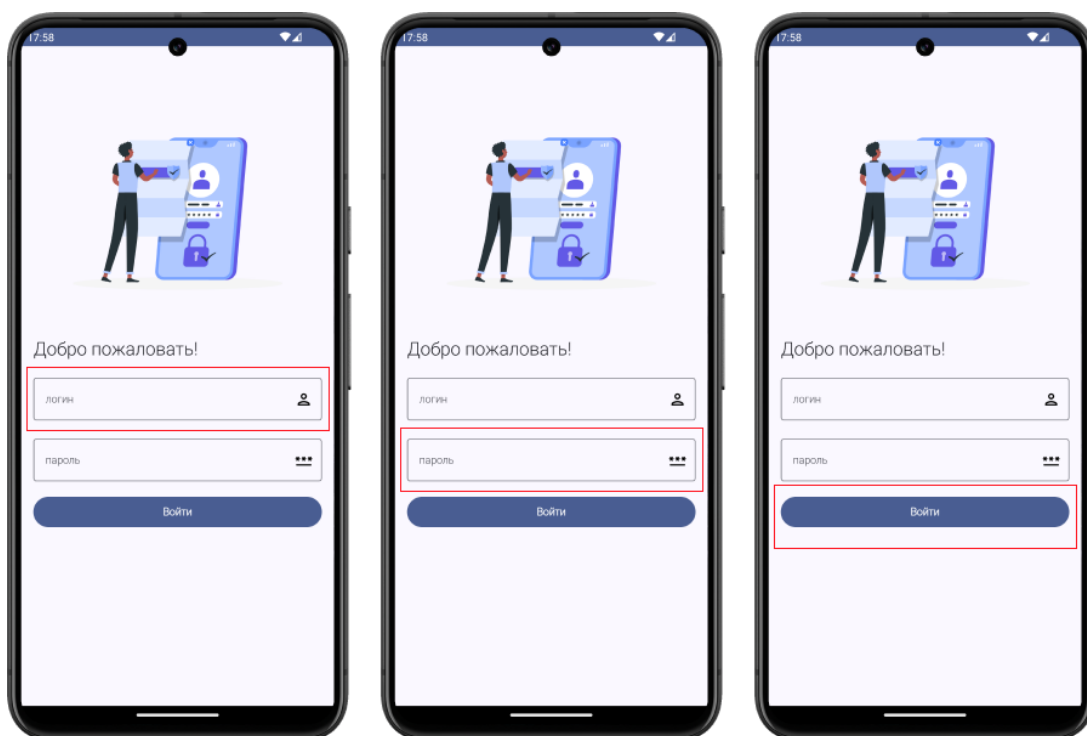 17:58
Добро пожаловать!
логин
пароль
Войти
17:58
Добро пожаловать!
логин
пароль
Войти
17:58
Добро пожаловать!
логин
пароль
Войти